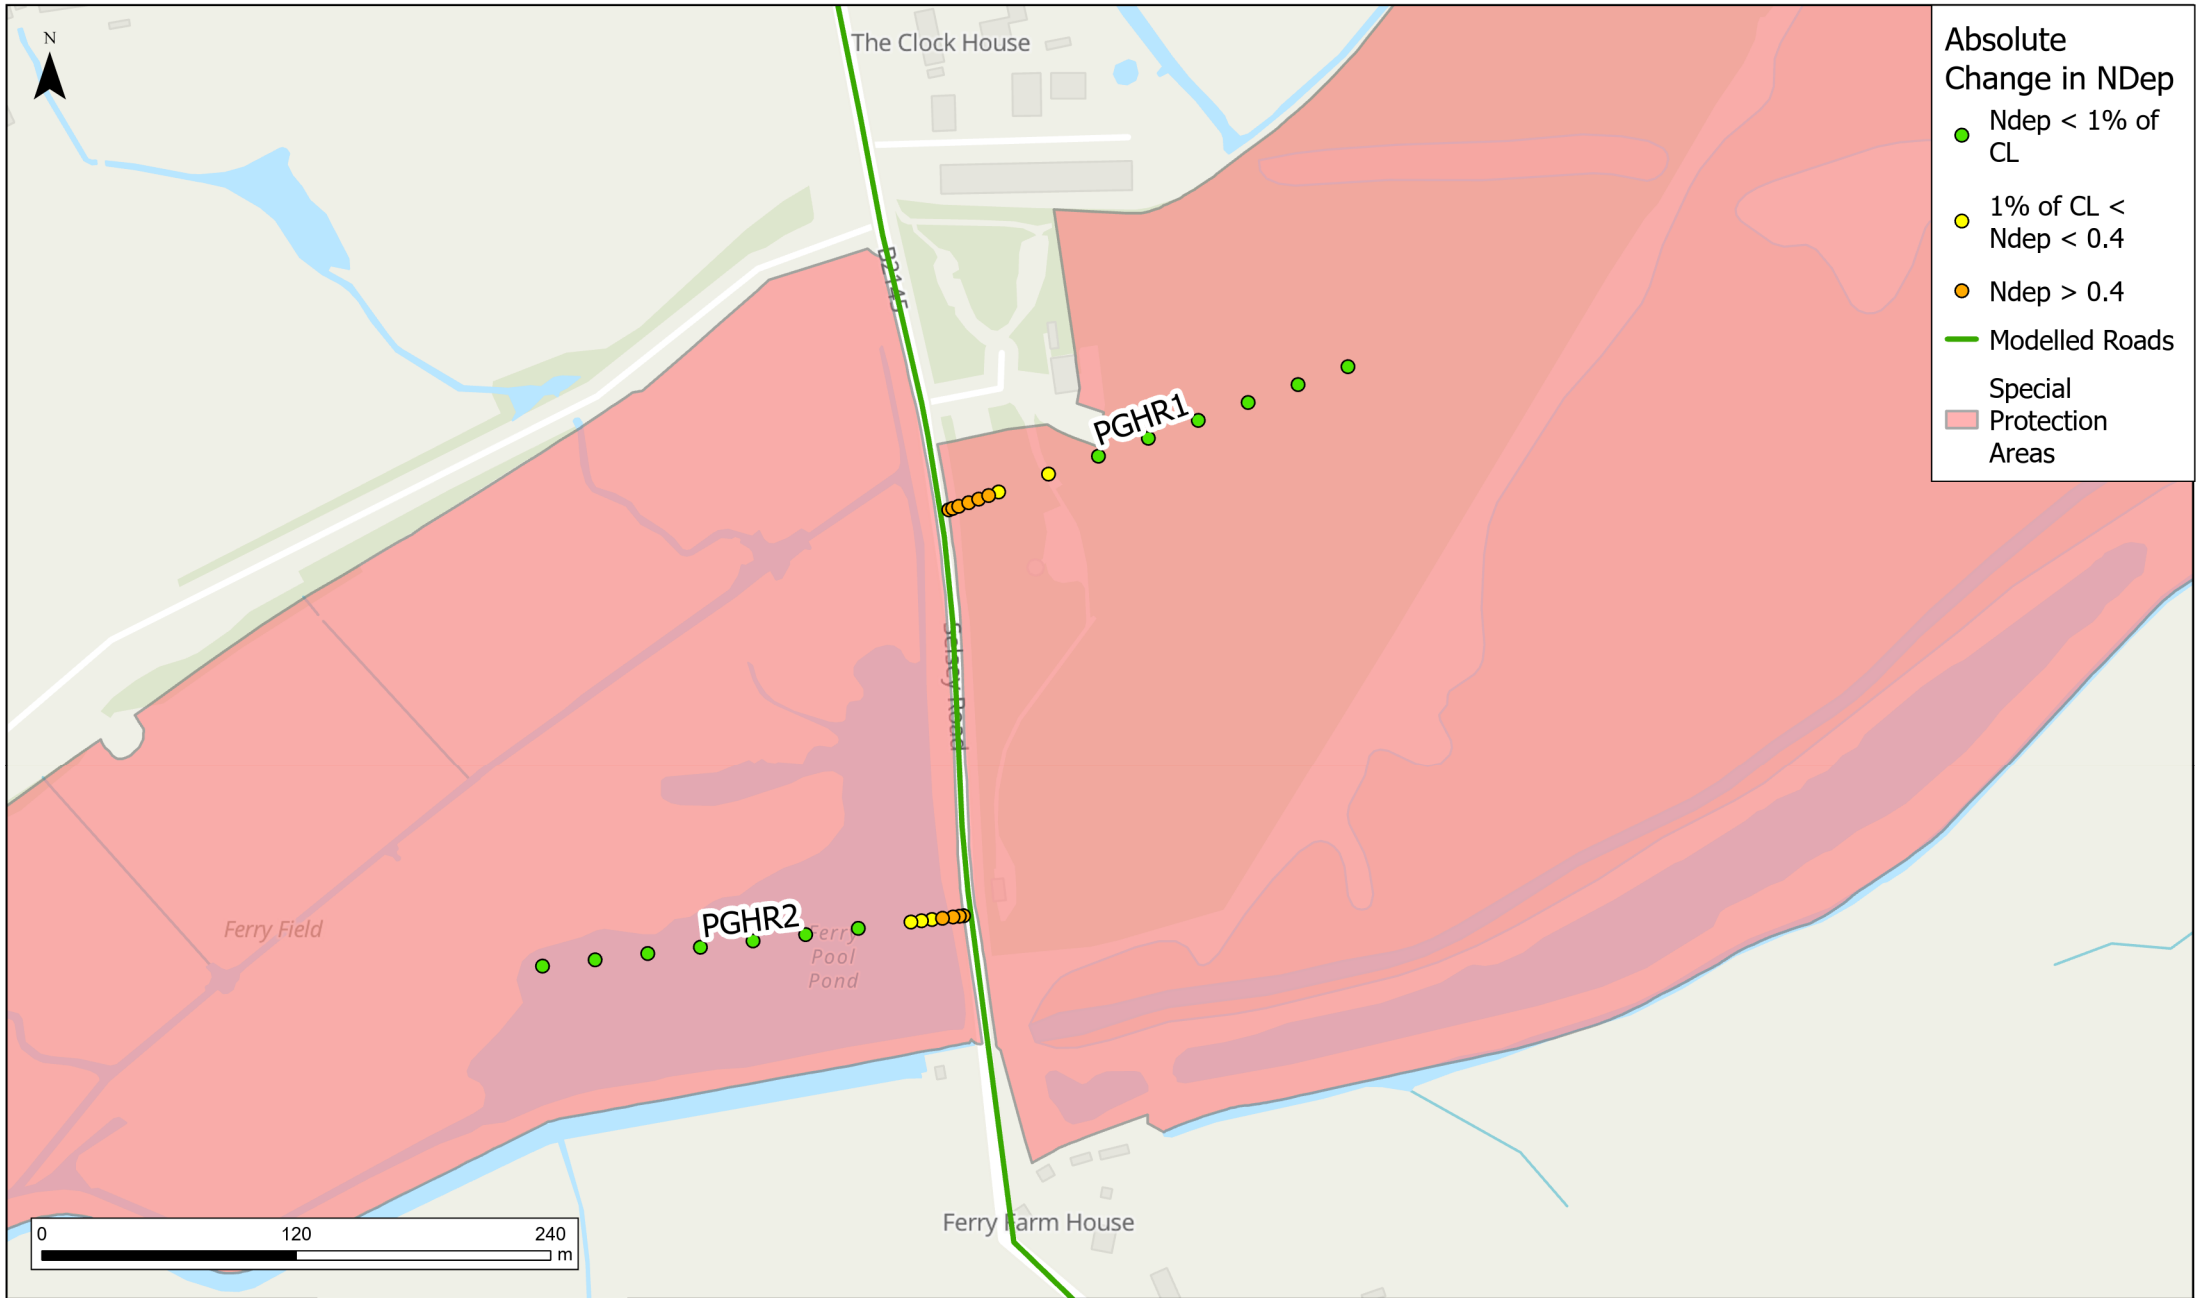 N
The Clock House
Absolute
Change in NDep
Ndep < 1% of
CL
1% of CL <
Ndep < 0.4
Ndep > 0.4
Modelled Roads
Special
Protection
Areas
B2145
PGHR1
Selsey Road
PGHR2
Ferry Field
Ferry
Pool
Pond
Ferry Farm House
0 120 240
m